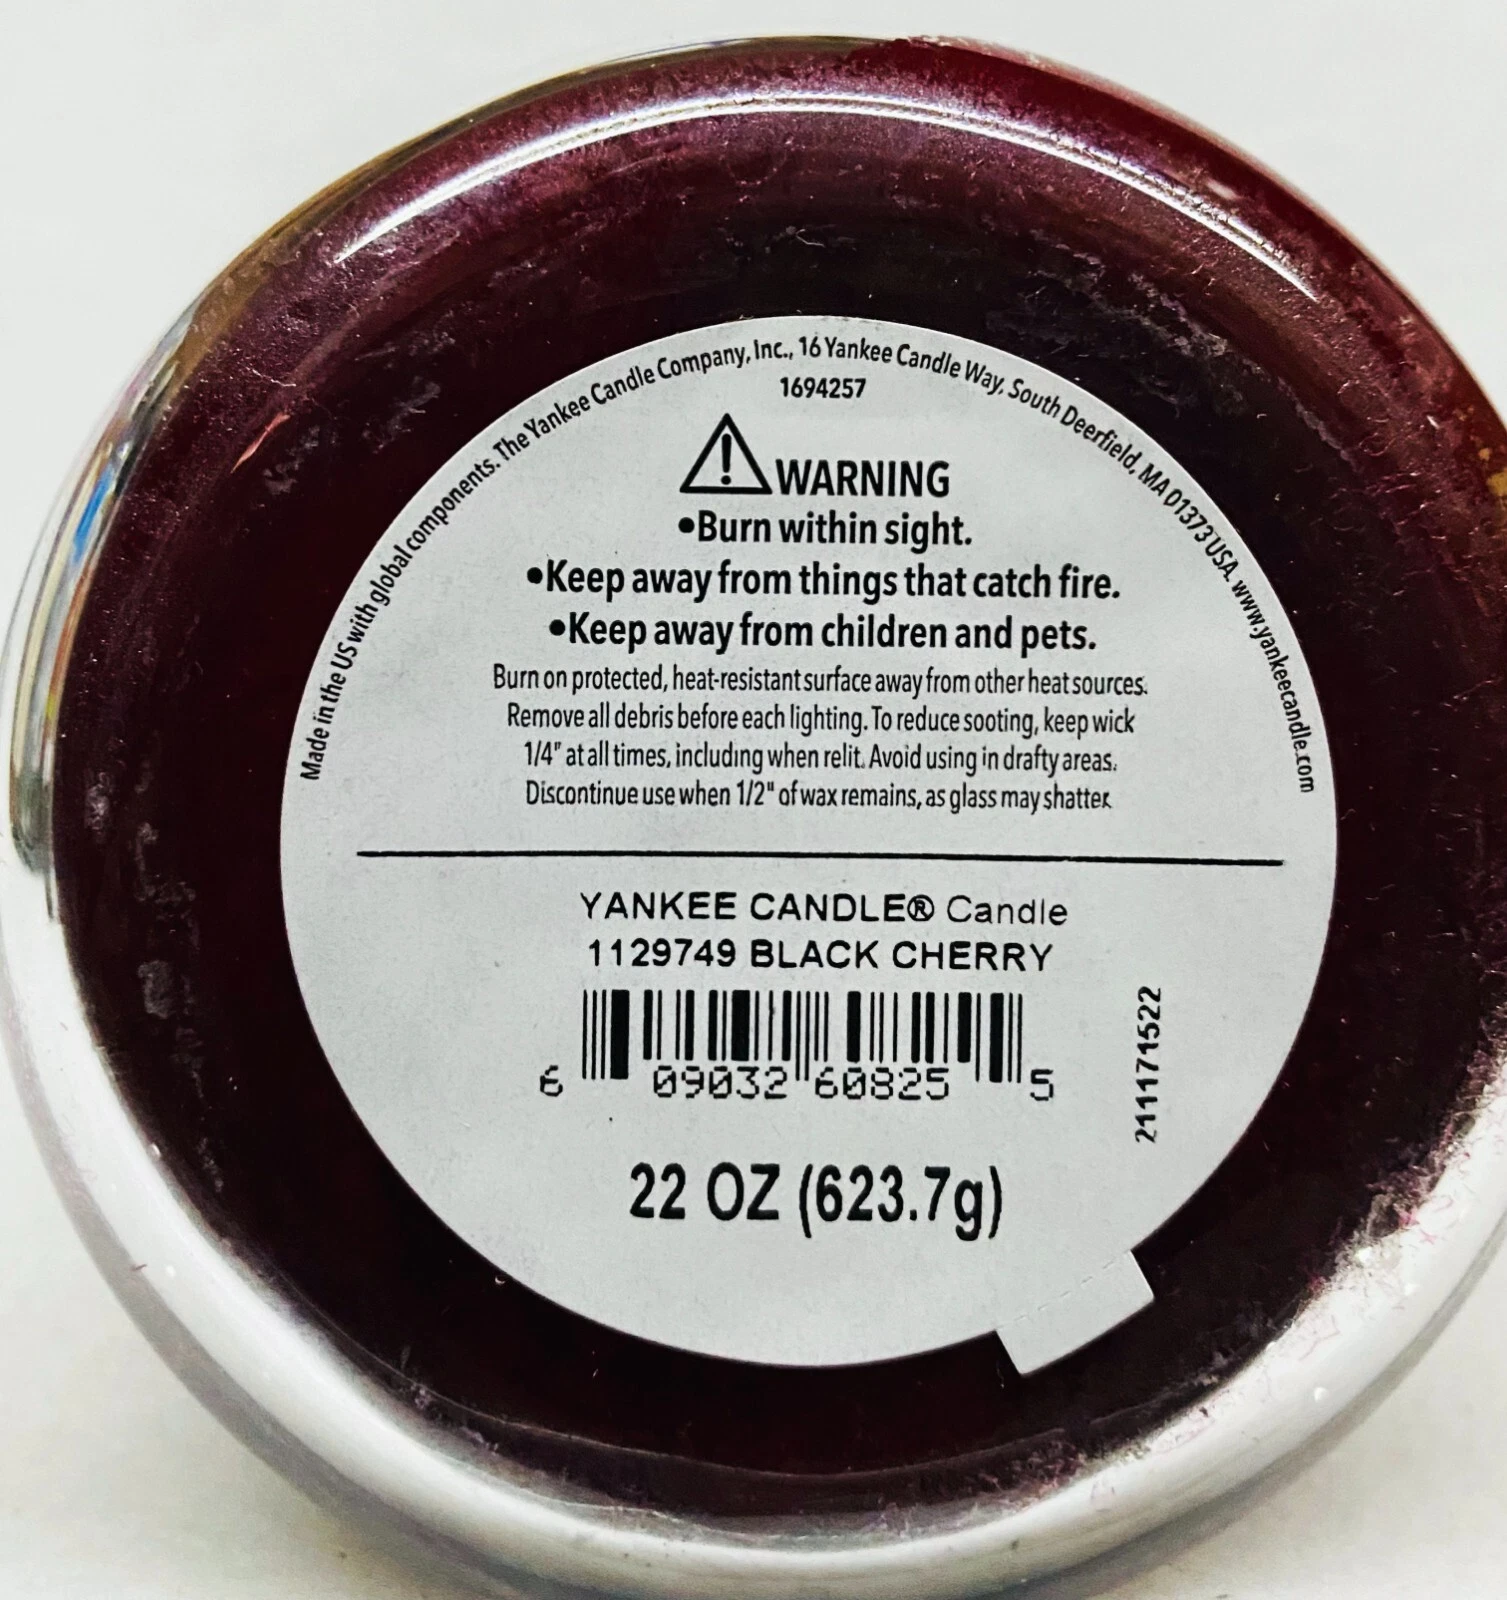 Made in the US with global components. The Yankee Candle Company, Inc., 16 Yankee Candle Way, South Deerfield, MA 01373 USA. www.yankeecandle.com
1694257
WARNING
•Burn within sight.
•Keep away from things that catch fire.
•Keep away from children and pets.
Burn on protected, heat-resistant surface away from other heat sources.
Remove all debris before each lighting. To reduce sooting, keep wick
1/4" at all times, including when relit. Avoid using in drafty areas.
Discontinue use when 1/2" of wax remains, as glass may shatter.
YANKEE CANDLE® Candle
1129749 BLACK CHERRY
6 09032 60825 5
211171522
22 OZ (623.7g)